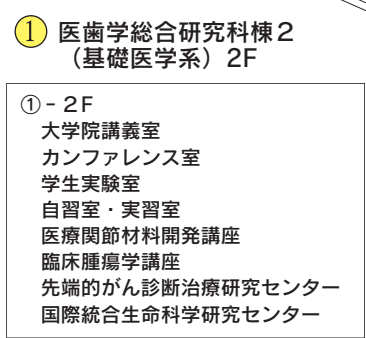 ① 医歯学総合研究科棟２
（基礎医学系）2F
①-２F
大学院講義室
カンファレンス室
学生実験室
自習室・実習室
医療関節材料開発講座
臨床腫瘍学講座
先端的がん診断治療研究センター
国際統合生命科学研究センター